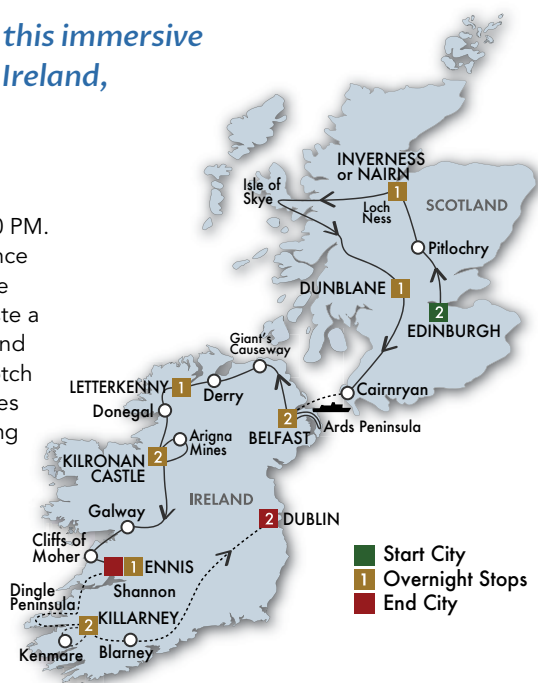 this immersive
Ireland,
PM.
nce
e
te a
nd
otch
es
ng
INVERNESS
or NAIRN
1
Isle of
Skye
Loch
Ness
SCOTLAND
Pitlochry
DUNBLANE
1
2
EDINBURGH
Giant's
Causeway
LETTERKENNY
1
Derry
Cairnryan
Donegal
2
BELFAST
Ards Peninsula
Arigna
Mines
KILRONAN
CASTLE
2
IRELAND
Galway
2
DUBLIN
Cliffs of
Moher
1
ENNIS
Shannon
Dingle
Peninsula
2
KILLARNEY
Kenmare
Blarney
Start City
1 Overnight Stops
End City